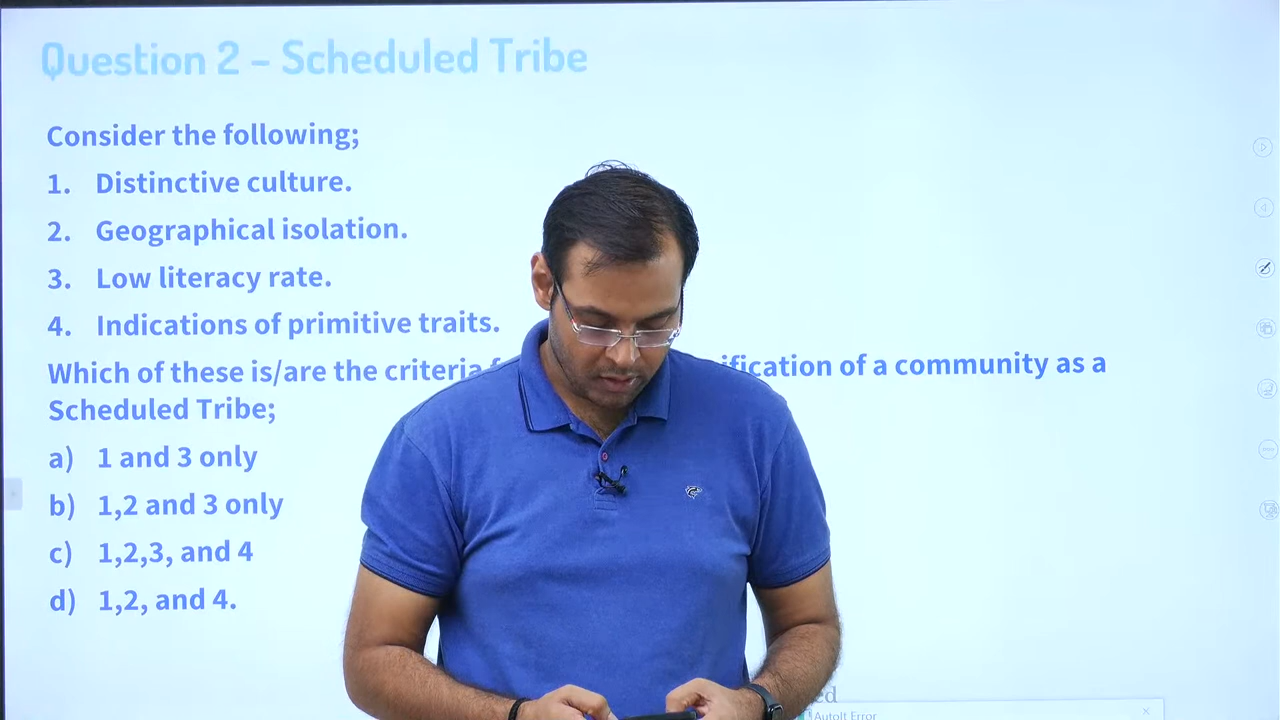 Question 2 – Scheduled Tribe
Consider the following;
1. Distinctive culture.
2. Geographical isolation.
3. Low literacy rate.
4. Indications of primitive traits.
Which of these is/are the criteria ification of a community as a
Scheduled Tribe;
a) 1 and 3 only
b) 1,2 and 3 only
c) 1,2,3, and 4
d) 1,2, and 4.
ed
AutoIt Error